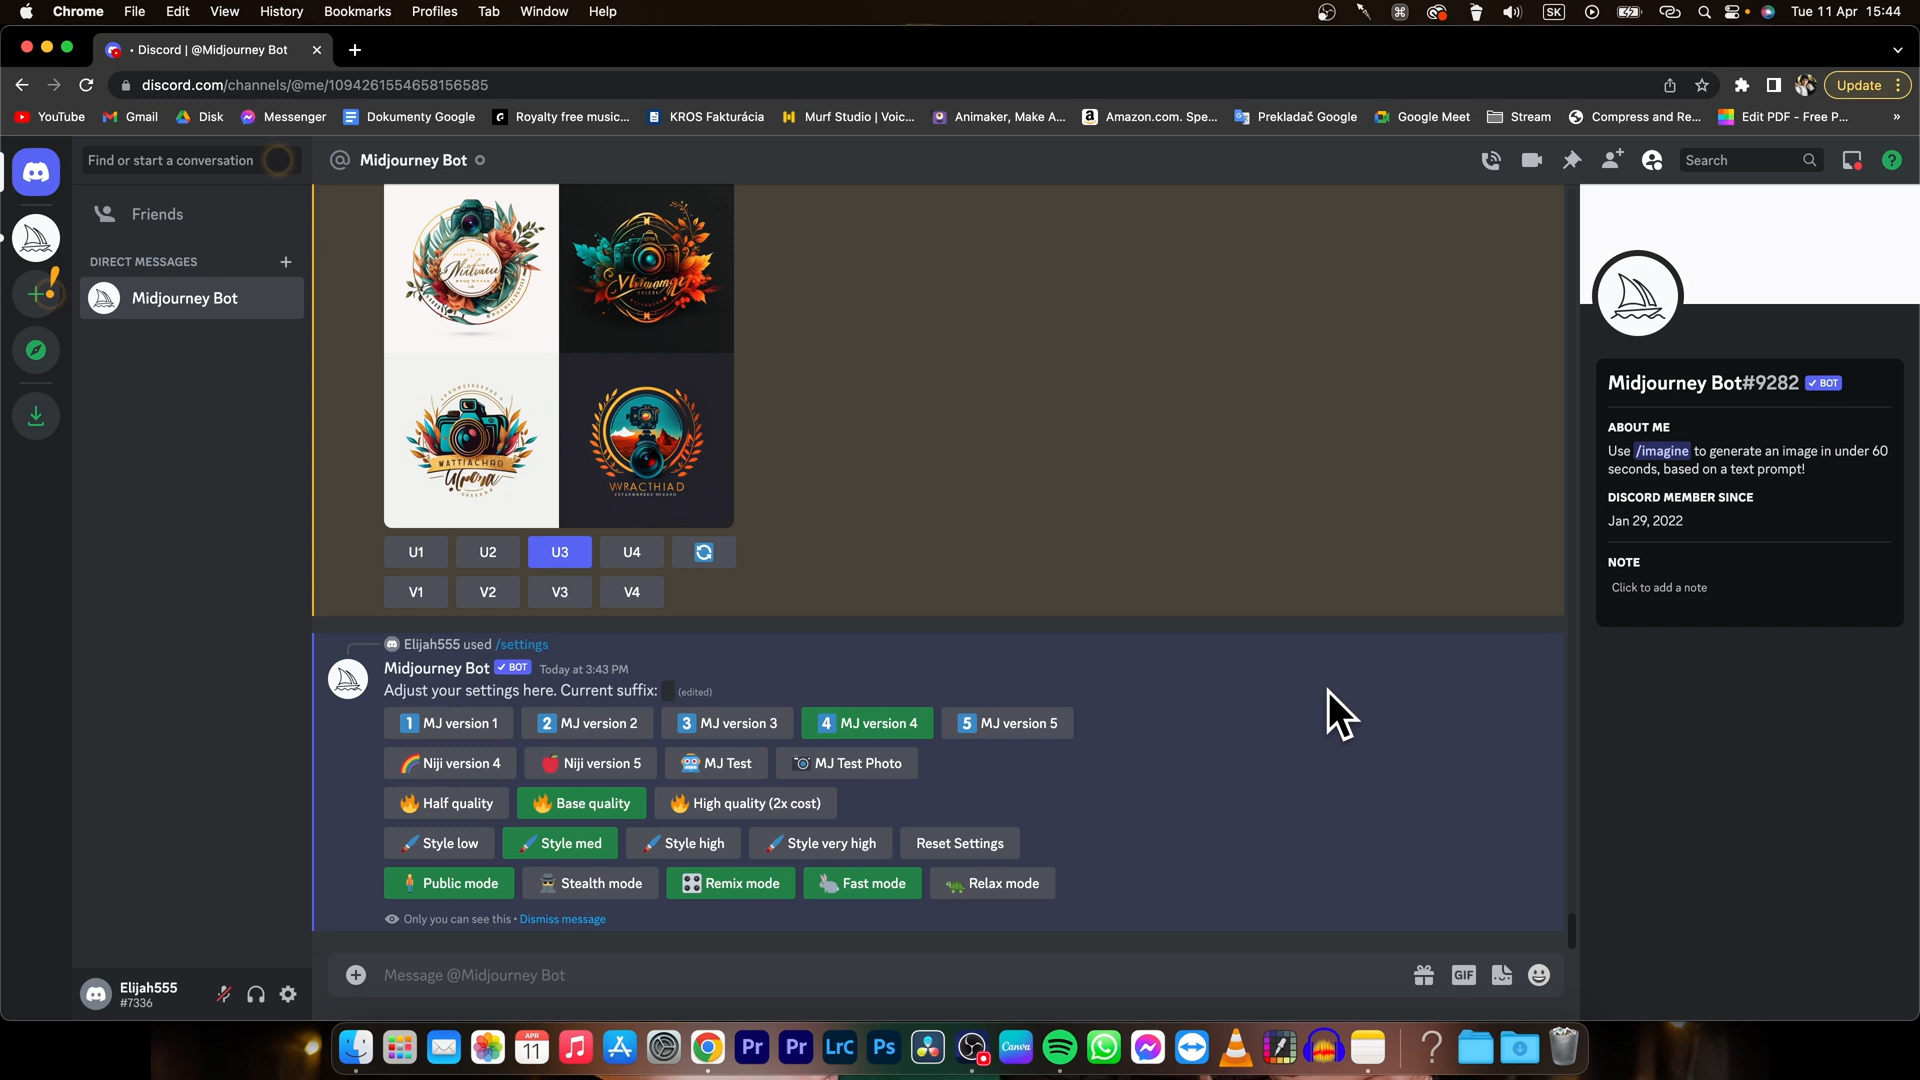 Chrome File Edit View History Bookmarks Profiles Tab Window Help
SK Tue 11 Apr 15:44
• Discord | @Midjourney Bot
discord.com/channels/@me/1094261554658156585
Update
YouTube Gmail Disk Messenger Dokumenty Google Royalty free music... KROS Fakturácia Murf Studio | Voic... Animaker, Make A... Amazon.com. Spe... Prekladač Google Google Meet Stream Compress and Re... Edit PDF - Free P... »
Find or start a conversation
Midjourney Bot
Search
Friends
DIRECT MESSAGES
Midjourney Bot
WATTIACHRD
VVRACTHIAD
U1 U2 U3 U4
V1 V2 V3 V4
Elijah555 used /settings
Midjourney Bot BOT Today at 3:43 PM
Adjust your settings here. Current suffix: (edited)
1 MJ version 1 2 MJ version 2 3 MJ version 3 4 MJ version 4 5 MJ version 5
Niji version 4 Niji version 5 MJ Test MJ Test Photo
Half quality Base quality High quality (2x cost)
Style low Style med Style high Style very high Reset Settings
Public mode Stealth mode Remix mode Fast mode Relax mode
Only you can see this • Dismiss message
Message @Midjourney Bot
GIF
Elijah555
#7336
Midjourney Bot#9282 BOT
ABOUT ME
Use /imagine to generate an image in under 60
seconds, based on a text prompt!
DISCORD MEMBER SINCE
Jan 29, 2022
NOTE
Click to add a note
APR
11 Pr Pr LrC Ps Canva